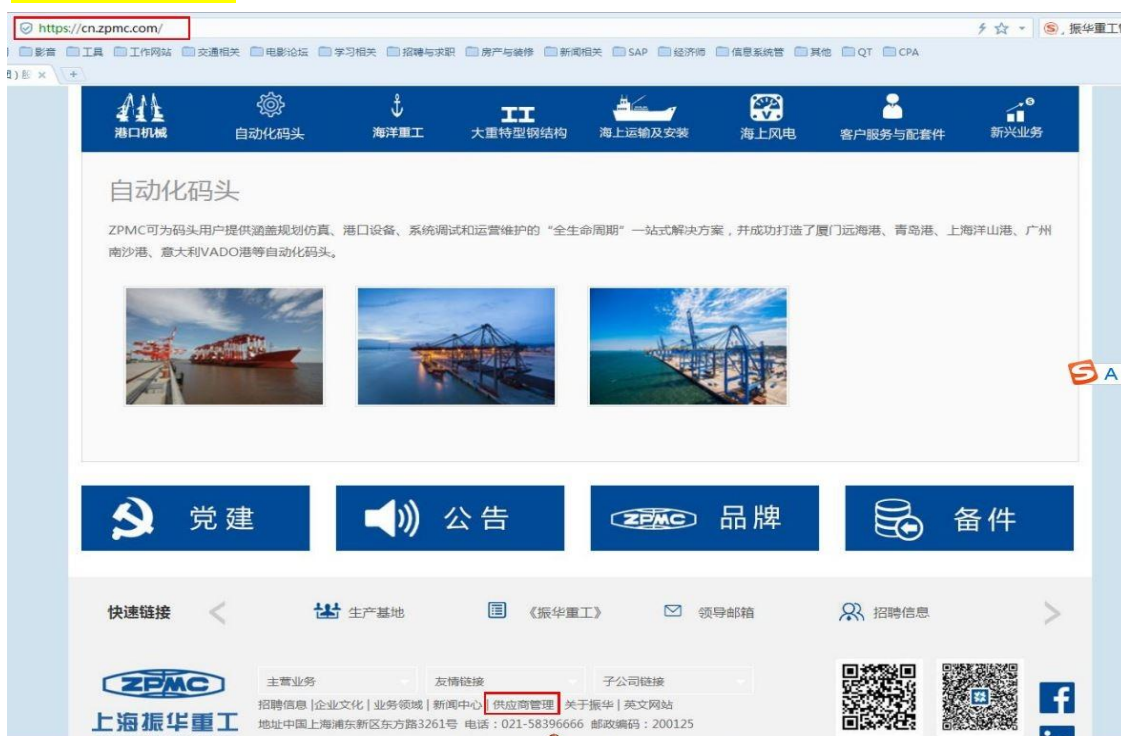 https://cn.zpmc.com/
振华重工
影音 工具 工作网站 交通相关 电影论坛 学习相关 招聘与求职 房产与装修 新闻相关 SAP 经济师 信息系统管 其他 QT CPA
港口机械 自动化码头 海洋重工 大重特型钢结构 海上运输及安装 海上风电 客户服务与配套件 新兴业务
自动化码头
ZPMC可为码头用户提供涵盖规划仿真、港口设备、系统调试和运营维护的“全生命周期”一站式解决方案，并成功打造了厦门远海港、青岛港、上海洋山港、广州
南沙港、意大利VADO港等自动化码头。
A
党建 公告 ZPMC 品牌 备件
快速链接 生产基地 《振华重工》 领导邮箱 招聘信息
ZPMC
上海振华重工
主营业务 友情链接 子公司链接
招聘信息 |企业文化 | 业务领域 | 新闻中心 | 供应商管理 | 关于振华 | 英文网站
地址中国上海浦东新区东方路3261号 电话：021-58396666 邮政编码：200125